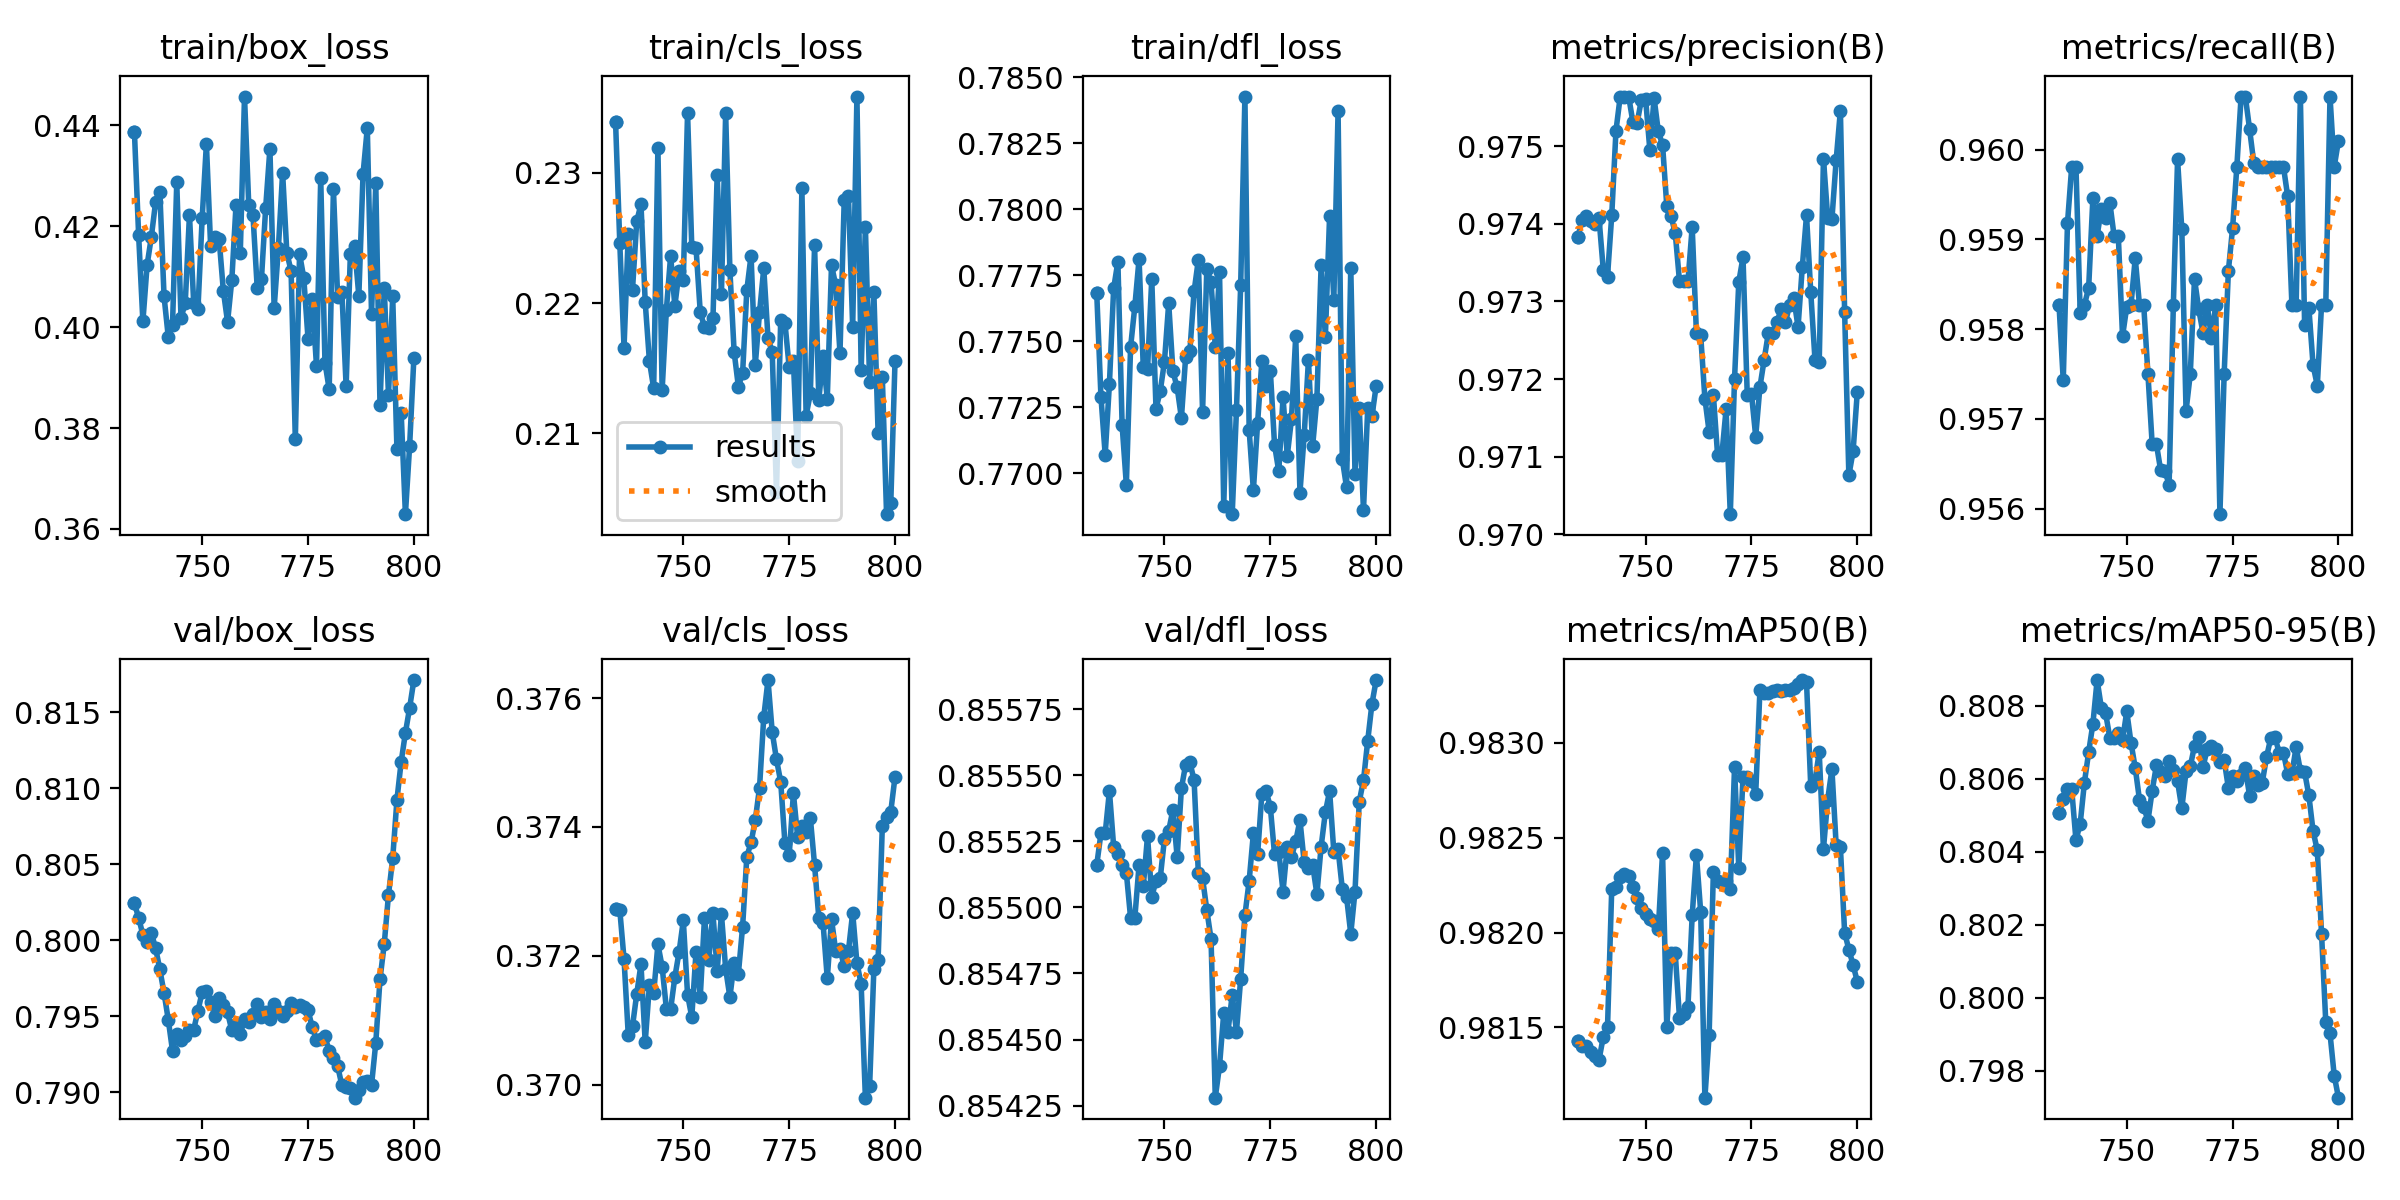 train/box_loss
0.44
0.42
0.40
0.38
0.36
750 775 800
train/cls_loss
0.23
0.22
0.21
results
smooth
750 775 800
train/dfl_loss
0.7850
0.7825
0.7800
0.7775
0.7750
0.7725
0.7700
750 775 800
metrics/precision(B)
0.975
0.974
0.973
0.972
0.971
0.970
750 775 800
metrics/recall(B)
0.960
0.959
0.958
0.957
0.956
750 775 800
val/box_loss
0.815
0.810
0.805
0.800
0.795
0.790
750 775 800
val/cls_loss
0.376
0.374
0.372
0.370
750 775 800
val/dfl_loss
0.85575
0.85550
0.85525
0.85500
0.85475
0.85450
0.85425
750 775 800
metrics/mAP50(B)
0.9830
0.9825
0.9820
0.9815
750 775 800
metrics/mAP50-95(B)
0.808
0.806
0.804
0.802
0.800
0.798
750 775 800